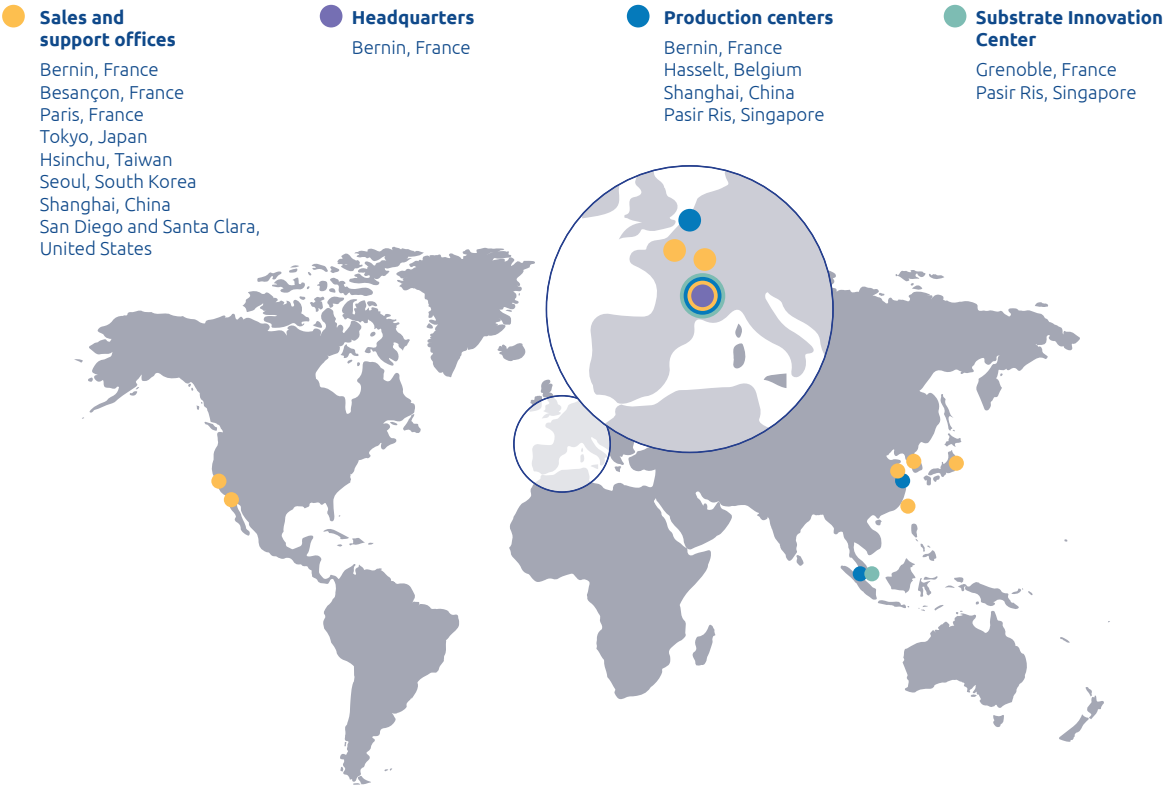 Sales and
support offices
Bernin, France
Besançon, France
Paris, France
Tokyo, Japan
Hsinchu, Taiwan
Seoul, South Korea
Shanghai, China
San Diego and Santa Clara,
United States
Headquarters
Bernin, France
Production centers
Bernin, France
Hasselt, Belgium
Shanghai, China
Pasir Ris, Singapore
Substrate Innovation
Center
Grenoble, France
Pasir Ris, Singapore